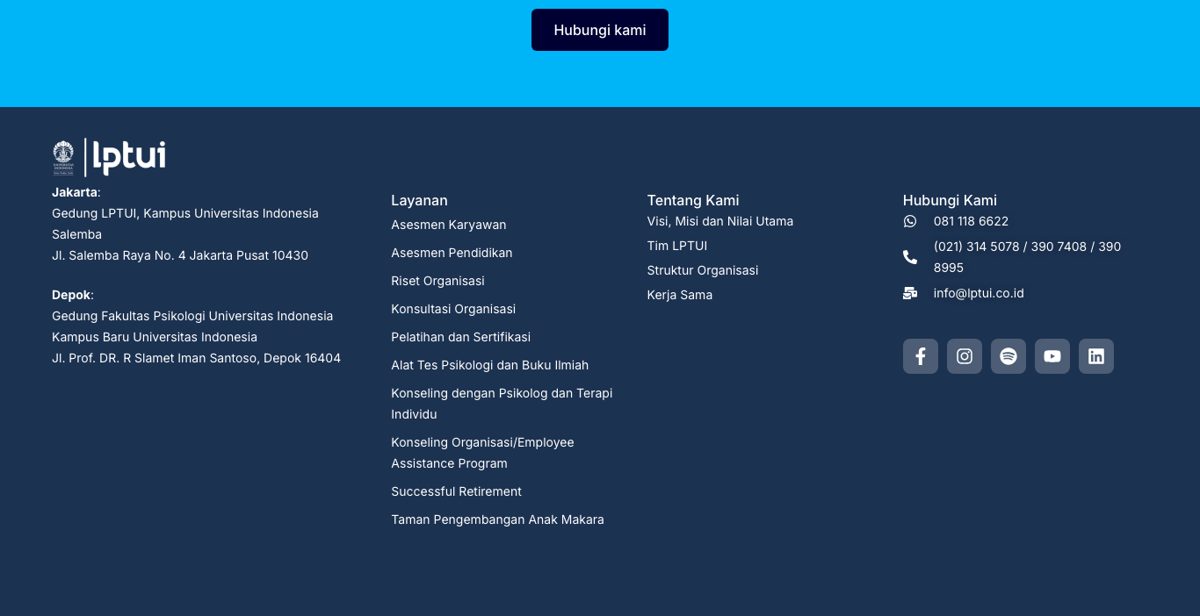 Hubungi kami
lptui
Jakarta:
Gedung LPTUI, Kampus Universitas Indonesia
Salemba
Jl. Salemba Raya No. 4 Jakarta Pusat 10430
Depok:
Gedung Fakultas Psikologi Universitas Indonesia
Kampus Baru Universitas Indonesia
Jl. Prof. DR. R Slamet Iman Santoso, Depok 16404
Layanan
Asesmen Karyawan
Asesmen Pendidikan
Riset Organisasi
Konsultasi Organisasi
Pelatihan dan Sertifikasi
Alat Tes Psikologi dan Buku Ilmiah
Konseling dengan Psikolog dan Terapi
Individu
Konseling Organisasi/Employee
Assistance Program
Successful Retirement
Taman Pengembangan Anak Makara
Tentang Kami
Visi, Misi dan Nilai Utama
Tim LPTUI
Struktur Organisasi
Kerja Sama
Hubungi Kami
081 118 6622
(021) 314 5078 / 390 7408 / 390
8995
info@lptui.co.id